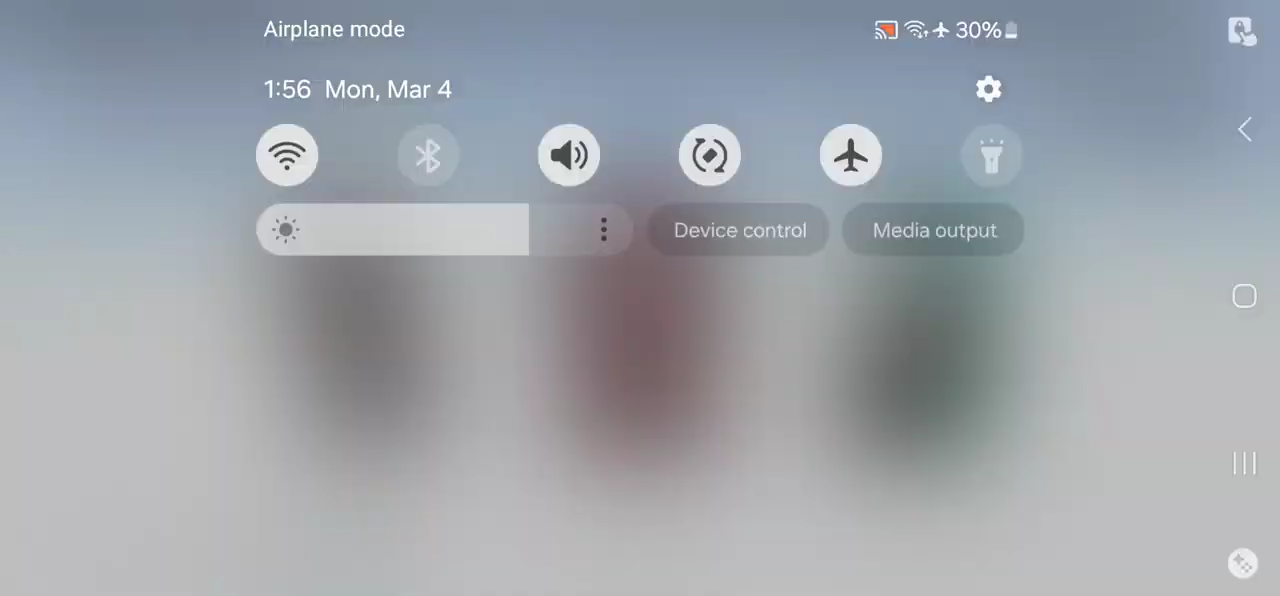 Airplane mode
30%
1:56 Mon, Mar 4
Device control
Media output